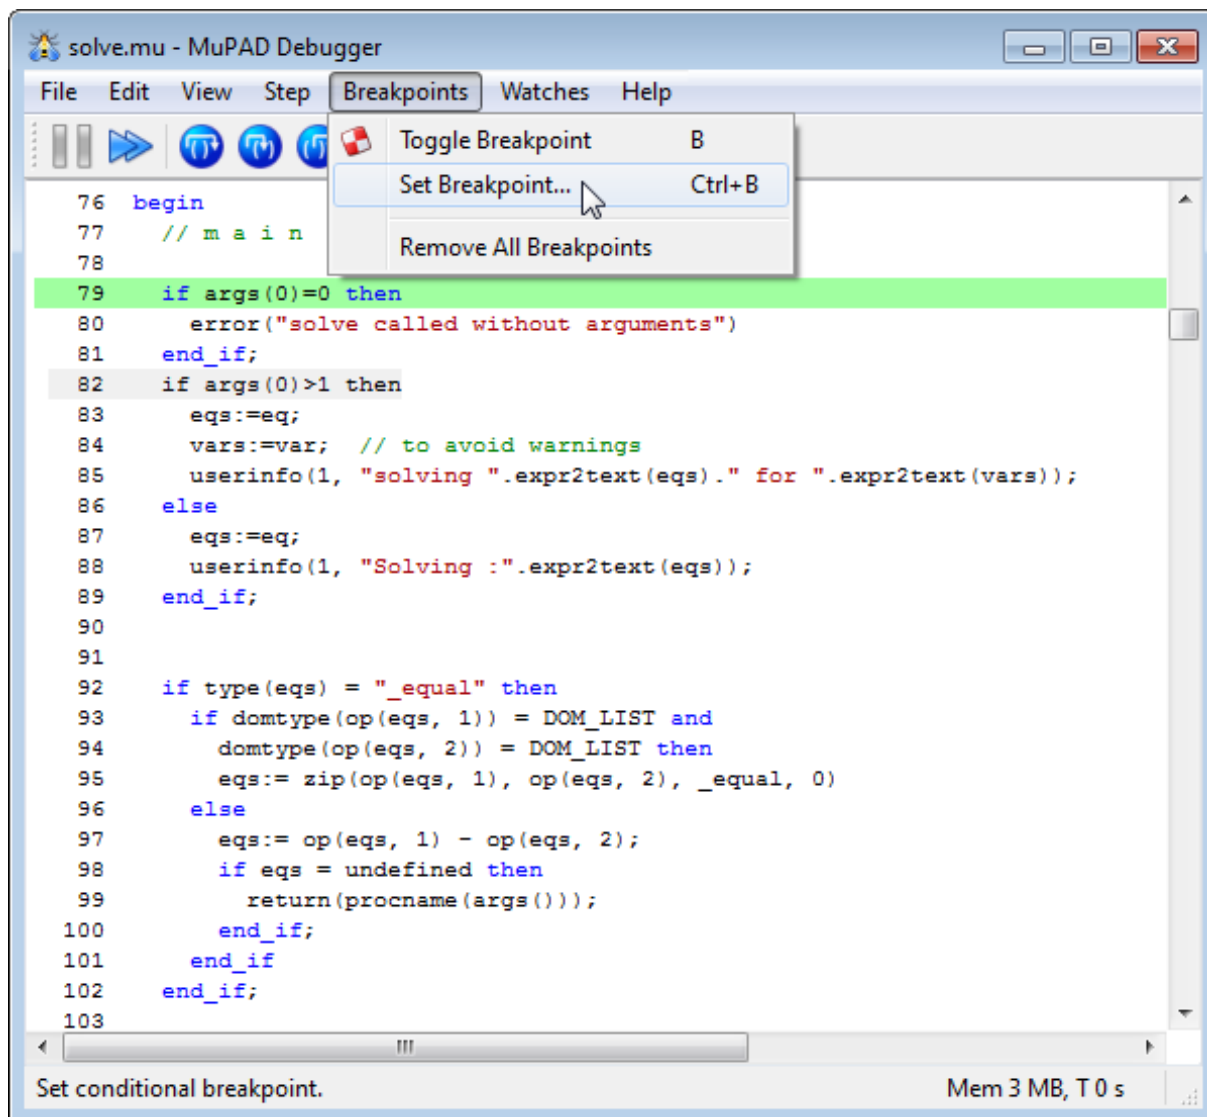 solve.mu - MuPAD Debugger
File Edit View Step Breakpoints Watches Help
Toggle Breakpoint B
Set Breakpoint... Ctrl+B
Remove All Breakpoints
76 begin
77 // m a i n
78
79 if args(0)=0 then
80 error("solve called without arguments")
81 end_if;
82 if args(0)>1 then
83 eqs:=eq;
84 vars:=var; // to avoid warnings
85 userinfo(1, "solving ".expr2text(eqs)." for ".expr2text(vars));
86 else
87 eqs:=eq;
88 userinfo(1, "Solving :".expr2text(eqs));
89 end_if;
90
91
92 if type(eqs) = "_equal" then
93 if domtype(op(eqs, 1)) = DOM_LIST and
94 domtype(op(eqs, 2)) = DOM_LIST then
95 eqs:= zip(op(eqs, 1), op(eqs, 2), _equal, 0)
96 else
97 eqs:= op(eqs, 1) - op(eqs, 2);
98 if eqs = undefined then
99 return(procname(args()));
100 end_if;
101 end_if
102 end_if;
103
Set conditional breakpoint. Mem 3 MB, T 0 s